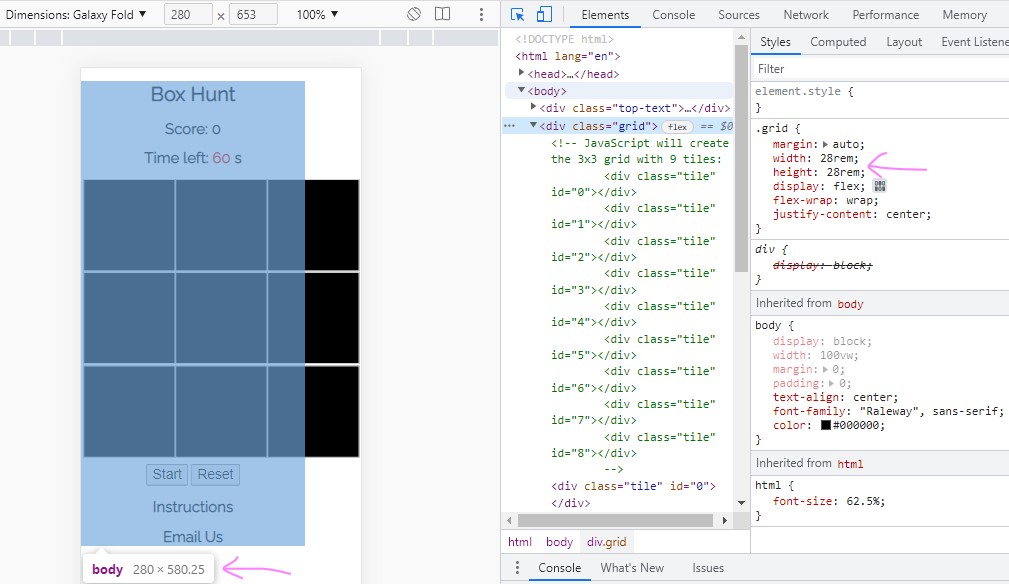 Dimensions: Galaxy Fold ▼ 280 × 653 100% ▼
Elements Console Sources Network Performance Memory
Box Hunt
Score: 0
Time left: 60 s
Start Reset
Instructions
Email Us
body 280 × 580.25
<!DOCTYPE html>
<html lang="en">
▶<head>…</head>
▼<body>
▶<div class="top-text">…</div>
… ▼<div class="grid"> flex == $0
<!-- JavaScript will create
the 3x3 grid with 9 tiles:
<div class="tile"
id="0"></div>
<div class="tile"
id="1"></div>
<div class="tile"
id="2"></div>
<div class="tile"
id="3"></div>
<div class="tile"
id="4"></div>
<div class="tile"
id="5"></div>
<div class="tile"
id="6"></div>
<div class="tile"
id="7"></div>
<div class="tile"
id="8"></div>
-->
<div class="tile" id="0">
</div>
html body div.grid
Styles Computed Layout Event Listene
Filter
element.style {
}
.grid {
margin: ▶ auto;
width: 28rem;
height: 28rem;
display: flex;
flex-wrap: wrap;
justify-content: center;
}
div {
display: block;
}
Inherited from body
body {
display: block;
width: 100vw;
margin: ▶ 0;
padding: ▶ 0;
text-align: center;
font-family: "Raleway", sans-serif;
color: #000000;
}
Inherited from html
html {
font-size: 62.5%;
}
Console What's New Issues